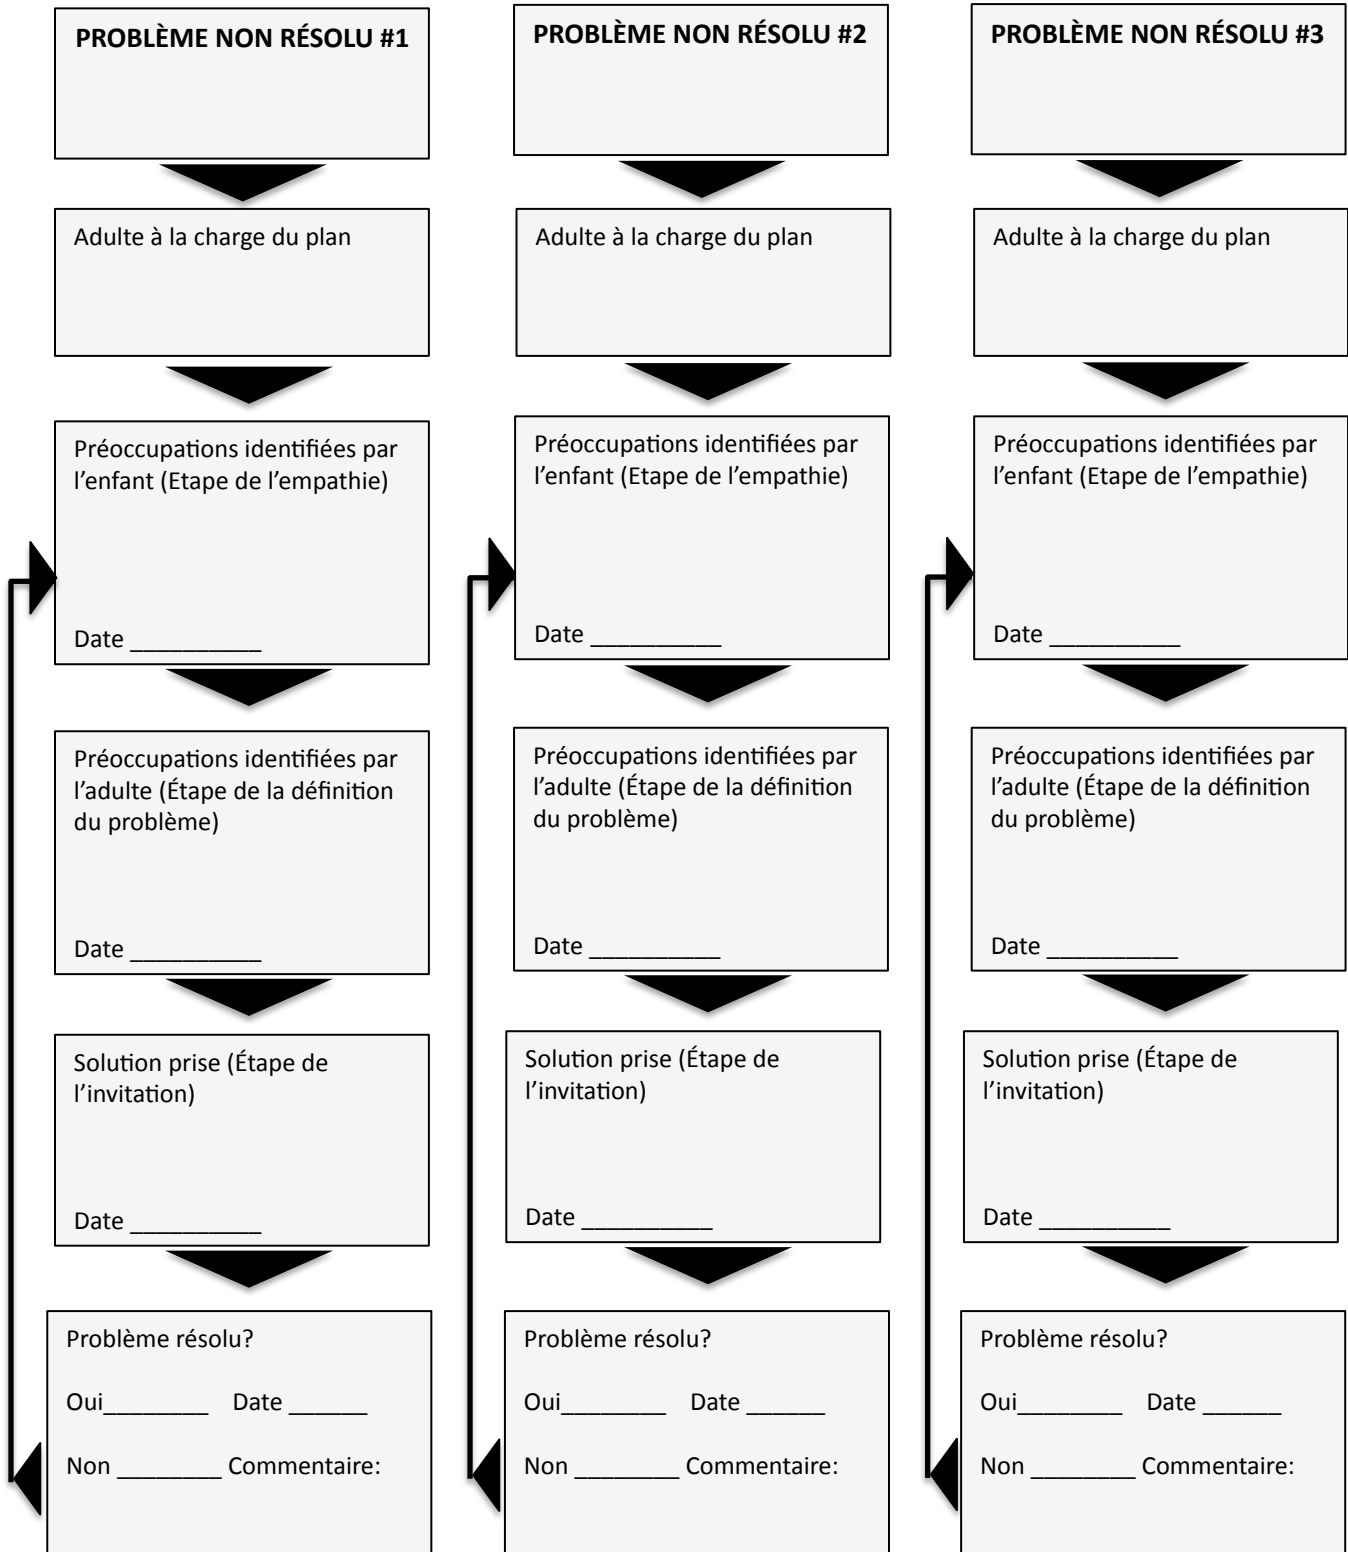 PROBLÈME NON RÉSOLU #1
Adulte à la charge du plan
Préoccupations identifiées par
l’enfant (Etape de l’empathie)
Date __________
Préoccupations identifiées par
l’adulte (Étape de la définition
du problème)
Date __________
Solution prise (Étape de
l’invitation)
Date __________
Problème résolu?
Oui________ Date ______
Non ________ Commentaire:
PROBLÈME NON RÉSOLU #2
Adulte à la charge du plan
Préoccupations identifiées par
l’enfant (Etape de l’empathie)
Date __________
Préoccupations identifiées par
l’adulte (Étape de la définition
du problème)
Date __________
Solution prise (Étape de
l’invitation)
Date __________
Problème résolu?
Oui________ Date ______
Non ________ Commentaire:
PROBLÈME NON RÉSOLU #3
Adulte à la charge du plan
Préoccupations identifiées par
l’enfant (Etape de l’empathie)
Date __________
Préoccupations identifiées par
l’adulte (Étape de la définition
du problème)
Date __________
Solution prise (Étape de
l’invitation)
Date __________
Problème résolu?
Oui________ Date ______
Non ________ Commentaire: